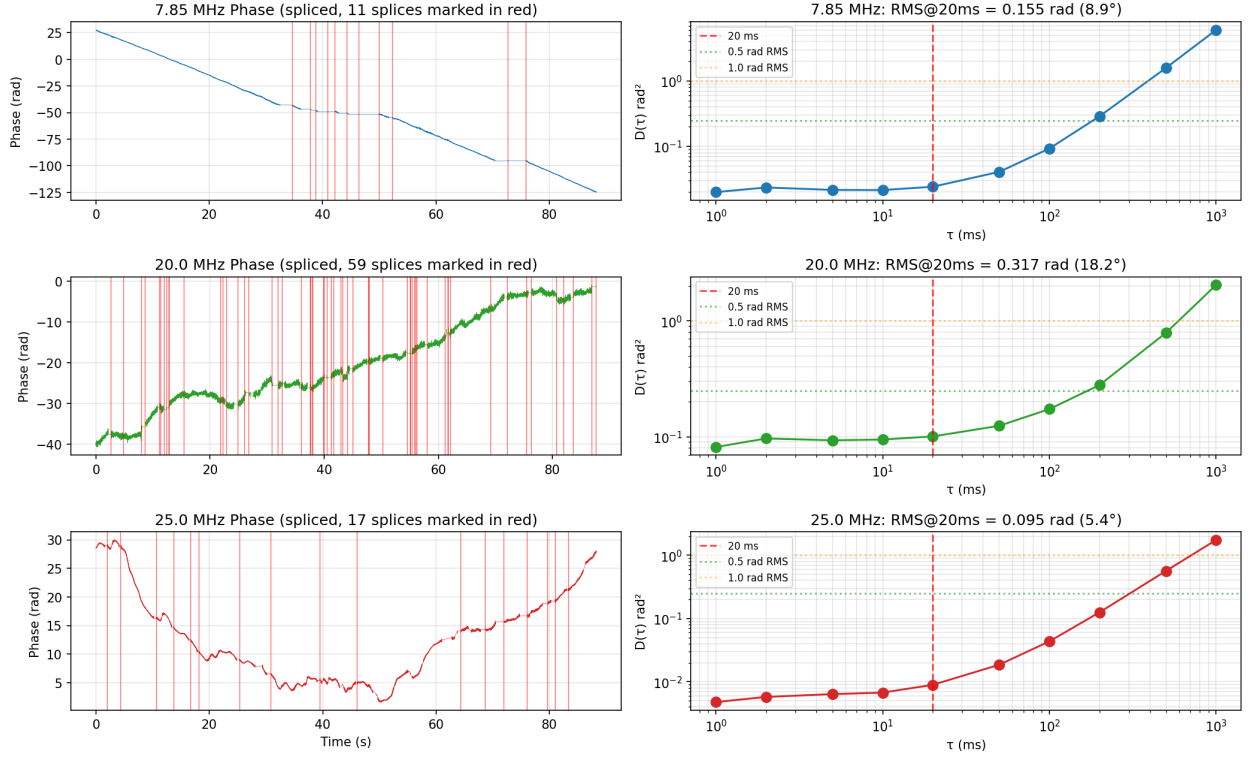 7.85 MHz Phase (spliced, 11 splices marked in red)
Phase (rad)
25
0
−25
−50
−75
−100
−125
0
20
40
60
80
7.85 MHz: RMS@20ms = 0.155 rad (8.9°)
D(τ) rad²
10⁰
10⁻¹
20 ms
0.5 rad RMS
1.0 rad RMS
10⁰
10¹
10²
10³
τ (ms)
20.0 MHz Phase (spliced, 59 splices marked in red)
Phase (rad)
0
−10
−20
−30
−40
0
20
40
60
80
20.0 MHz: RMS@20ms = 0.317 rad (18.2°)
D(τ) rad²
10⁰
10⁻¹
20 ms
0.5 rad RMS
1.0 rad RMS
10⁰
10¹
10²
10³
τ (ms)
25.0 MHz Phase (spliced, 17 splices marked in red)
Phase (rad)
30
25
20
15
10
5
0
20
40
60
80
Time (s)
25.0 MHz: RMS@20ms = 0.095 rad (5.4°)
D(τ) rad²
10⁰
10⁻¹
10⁻²
20 ms
0.5 rad RMS
1.0 rad RMS
10⁰
10¹
10²
10³
τ (ms)